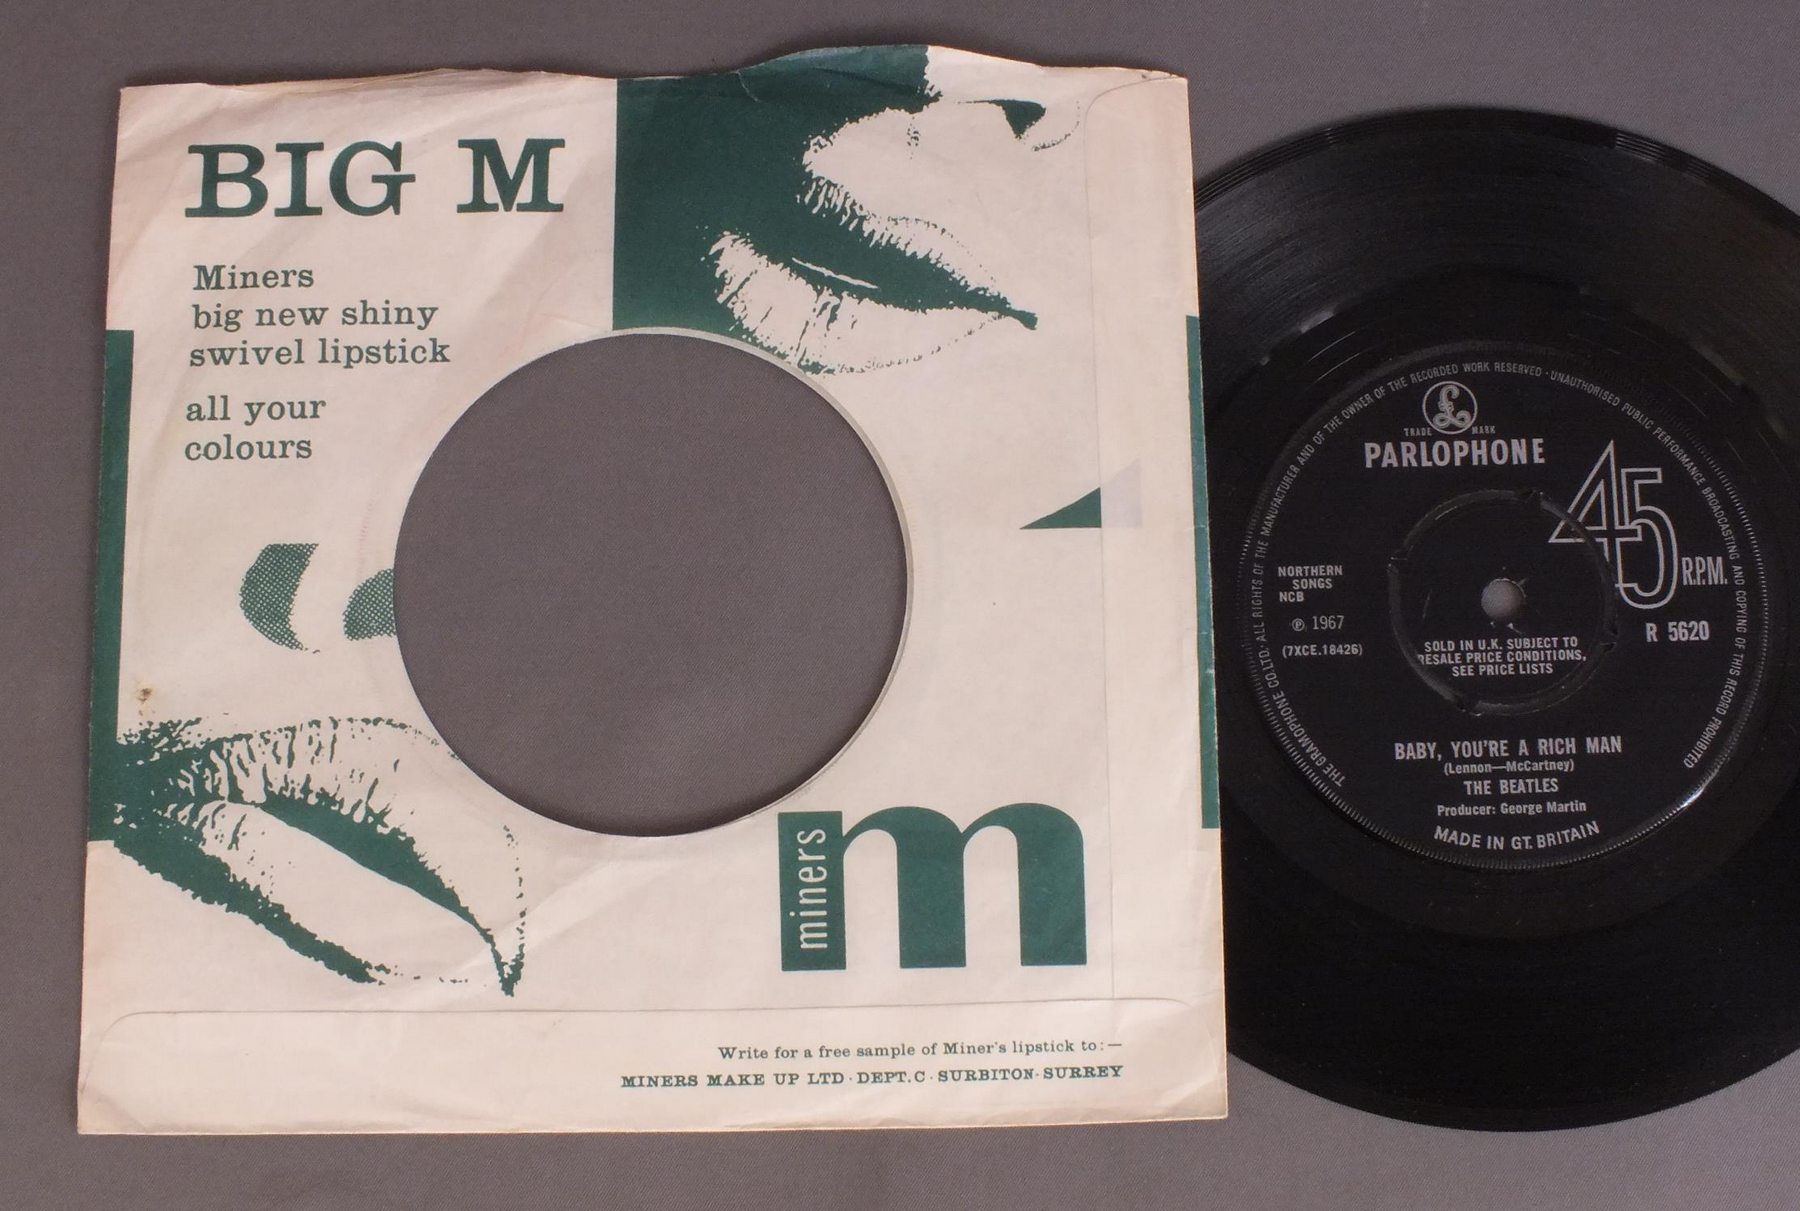 BIG M
Miners
big new shiny
swivel lipstick
all your
colours
miners
m
Write for a free sample of Miner's lipstick to:—
MINERS MAKE UP LTD · DEPT. C · SURBITON · SURREY
THE GRAMOPHONE CO. LTD. ALL RIGHTS OF THE MANUFACTURER AND OF THE OWNER OF THE RECORDED WORK RESERVED · UNAUTHORISED PUBLIC PERFORMANCE BROADCASTING AND COPYING OF THIS RECORD PROHIBITED
£
TRADE MARK
PARLOPHONE
45
R.P.M.
NORTHERN
SONGS
NCB
℗ 1967
(7XCE.18426)
R 5620
SOLD IN U.K. SUBJECT TO
RESALE PRICE CONDITIONS,
SEE PRICE LISTS
BABY, YOU'RE A RICH MAN
(Lennon—McCartney)
THE BEATLES
Producer: George Martin
MADE IN GT. BRITAIN